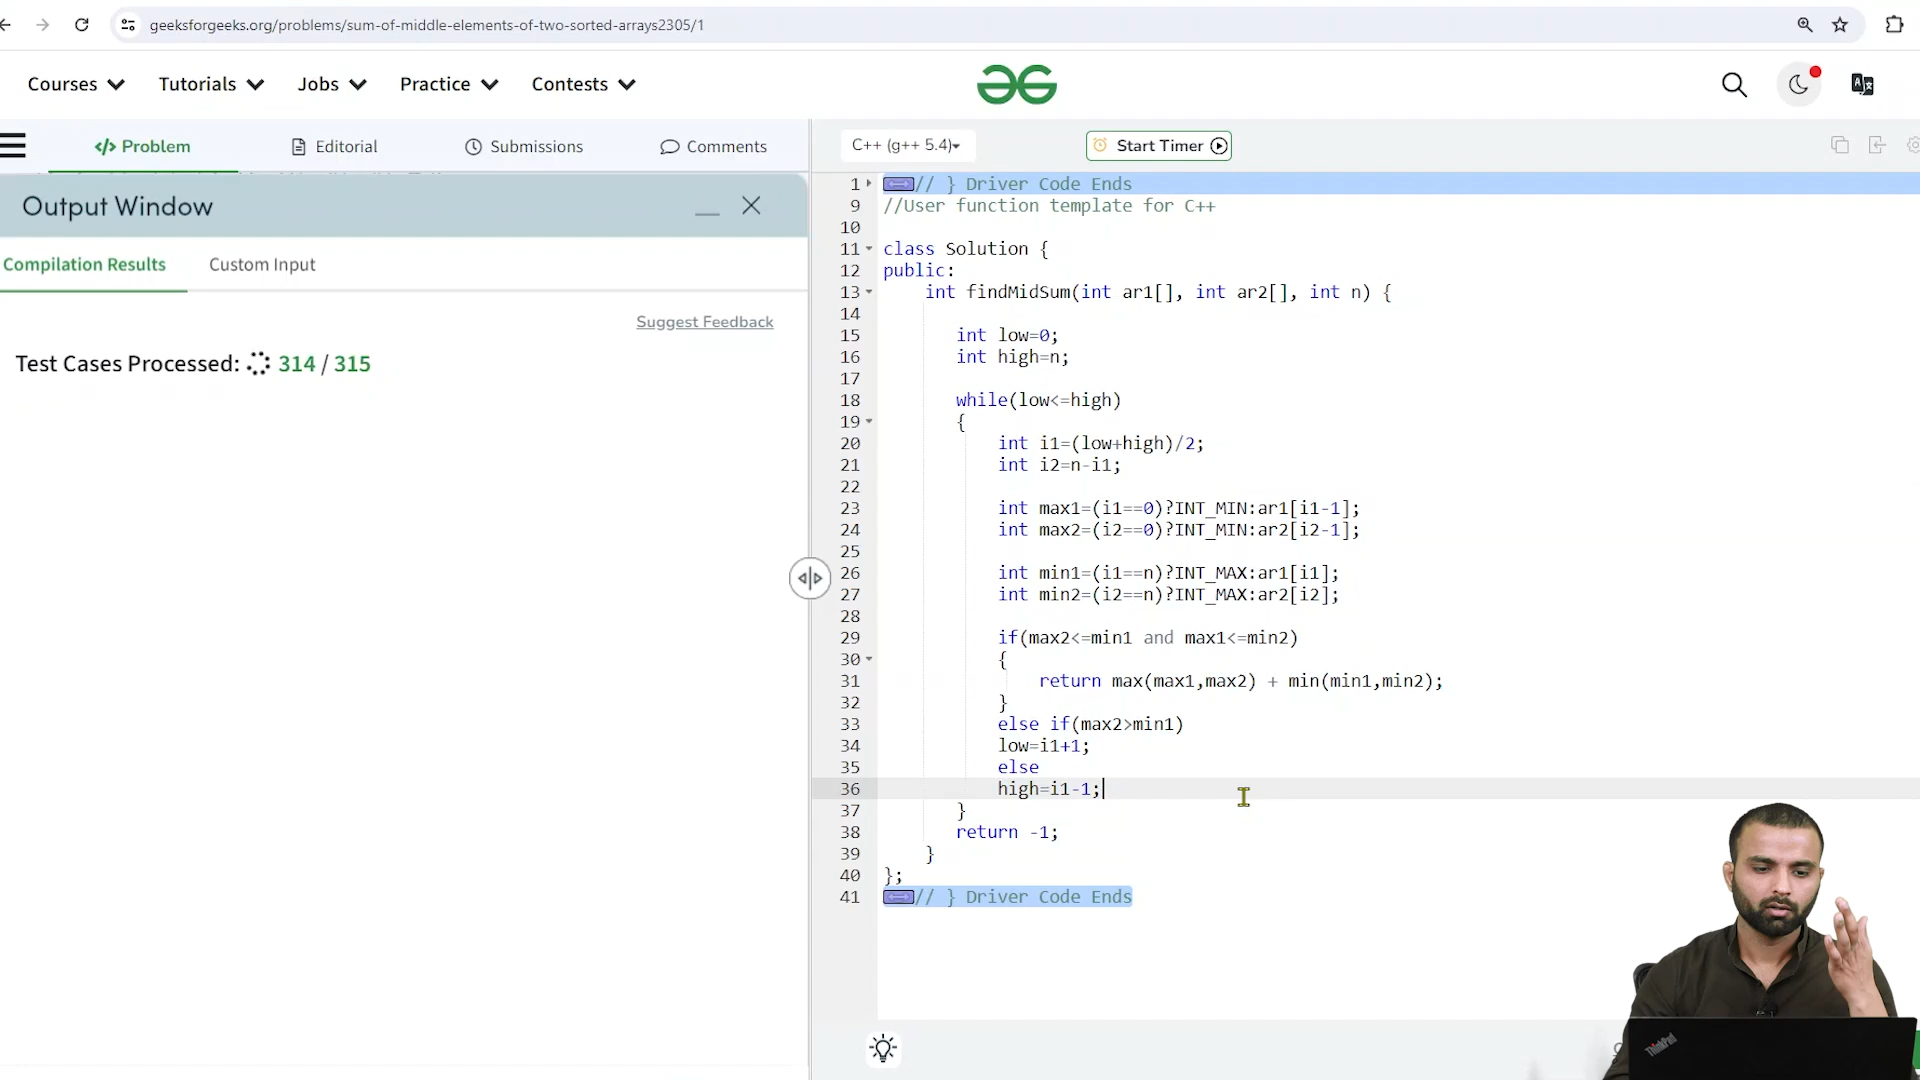 geeksforgeeks.org/problems/sum-of-middle-elements-of-two-sorted-arrays2305/1
Courses Tutorials Jobs Practice Contests
</> Problem Editorial Submissions Comments
Output Window
Compilation Results Custom Input
Suggest Feedback
Test Cases Processed: 314 / 315
C++ (g++ 5.4) Start Timer
1 // } Driver Code Ends
9 //User function template for C++
10
11 class Solution {
12 public:
13 int findMidSum(int ar1[], int ar2[], int n) {
14
15 int low=0;
16 int high=n;
17
18 while(low<=high)
19 {
20 int i1=(low+high)/2;
21 int i2=n-i1;
22
23 int max1=(i1==0)?INT_MIN:ar1[i1-1];
24 int max2=(i2==0)?INT_MIN:ar2[i2-1];
25
26 int min1=(i1==n)?INT_MAX:ar1[i1];
27 int min2=(i2==n)?INT_MAX:ar2[i2];
28
29 if(max2<=min1 and max1<=min2)
30 {
31 return max(max1,max2) + min(min1,min2);
32 }
33 else if(max2>min1)
34 low=i1+1;
35 else
36 high=i1-1;
37 }
38 return -1;
39 }
40 };
41 // } Driver Code Ends
ThinkPad